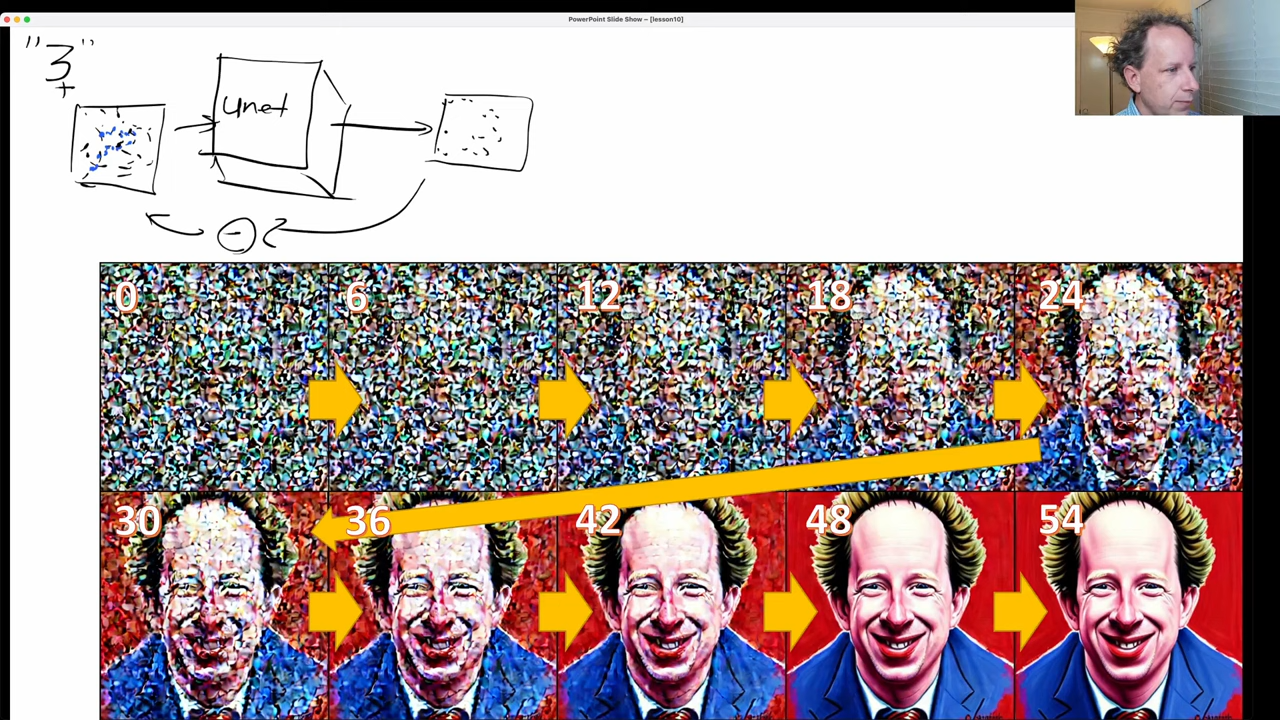 PowerPoint Slide Show ~ [lesson10]
"3"
+
unet
-
0 6 12 18 24
30 36 42 48 54